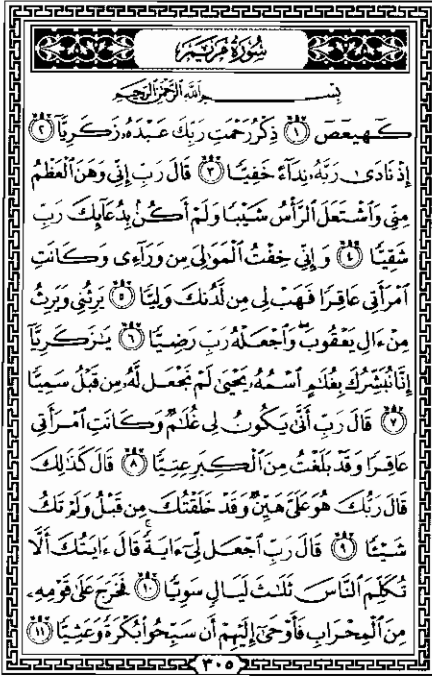 سُورَةُ مَرْيَم
بِسْمِ اللَّهِ الرَّحْمَٰنِ الرَّحِيمِ
كٓهيعٓصٓ ١ ذِكْرُ رَحْمَتِ رَبِّكَ عَبْدَهُۥ زَكَرِيَّآ ٢
إِذْ نَادَىٰ رَبَّهُۥ نِدَآءً خَفِيًّا ٣ قَالَ رَبِّ إِنِّي وَهَنَ ٱلْعَظْمُ
مِنِّي وَٱشْتَعَلَ ٱلرَّأْسُ شَيْبًا وَلَمْ أَكُنۢ بِدُعَآئِكَ رَبِّ
شَقِيًّا ٤ وَإِنِّي خِفْتُ ٱلْمَوَٰلِيَ مِن وَرَآءِي وَكَانَتِ
ٱمْرَأَتِي عَاقِرًا فَهَبْ لِي مِن لَّدُنكَ وَلِيًّا ٥ يَرِثُنِي وَيَرِثُ
مِنْ ءَالِ يَعْقُوبَ ۖ وَٱجْعَلْهُ رَبِّ رَضِيًّا ٦ يَٰزَكَرِيَّآ
إِنَّا نُبَشِّرُكَ بِغُلَٰمٍ ٱسْمُهُۥ يَحْيَىٰ لَمْ نَجْعَل لَّهُۥ مِن قَبْلُ سَمِيًّا
٧ قَالَ رَبِّ أَنَّىٰ يَكُونُ لِي غُلَٰمٌ وَكَانَتِ ٱمْرَأَتِي
عَاقِرًا وَقَدْ بَلَغْتُ مِنَ ٱلْكِبَرِ عِتِيًّا ٨ قَالَ كَذَٰلِكَ
قَالَ رَبُّكَ هُوَ عَلَيَّ هَيِّنٌ وَقَدْ خَلَقْتُكَ مِن قَبْلُ وَلَمْ تَكُ
شَيْـًٔا ٩ قَالَ رَبِّ ٱجْعَل لِّيٓ ءَايَةً ۚ قَالَ ءَايَتُكَ أَلَّا
تُكَلِّمَ ٱلنَّاسَ ثَلَٰثَ لَيَالٍ سَوِيًّا ١٠ فَخَرَجَ عَلَىٰ قَوْمِهِۦ
مِنَ ٱلْمِحْرَابِ فَأَوْحَىٰٓ إِلَيْهِمْ أَن سَبِّحُوا۟ بُكْرَةً وَعَشِيًّا ١١
٣٠٥